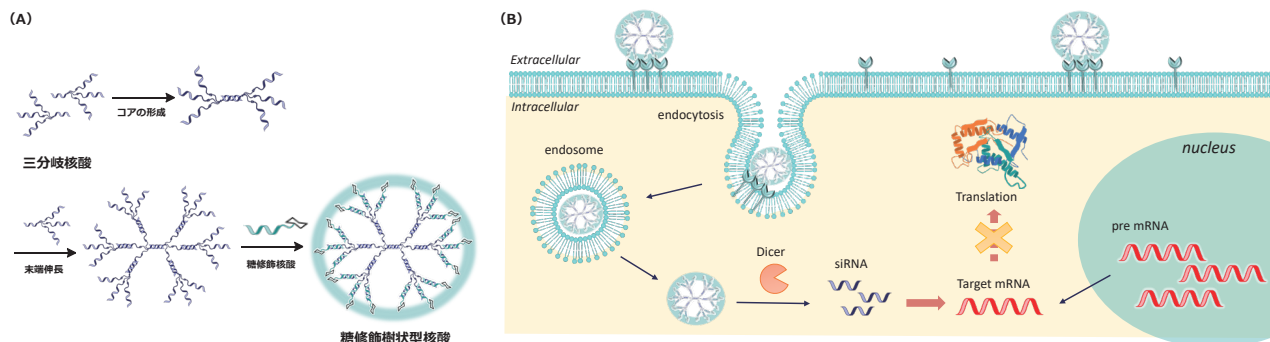 (A)
コアの形成
三分岐核酸
末端伸長
糖修飾核酸
糖修飾樹状型核酸
(B)
Extracellular
Intracellular
endocytosis
endosome
Dicer
siRNA
Translation
Target mRNA
nucleus
pre mRNA